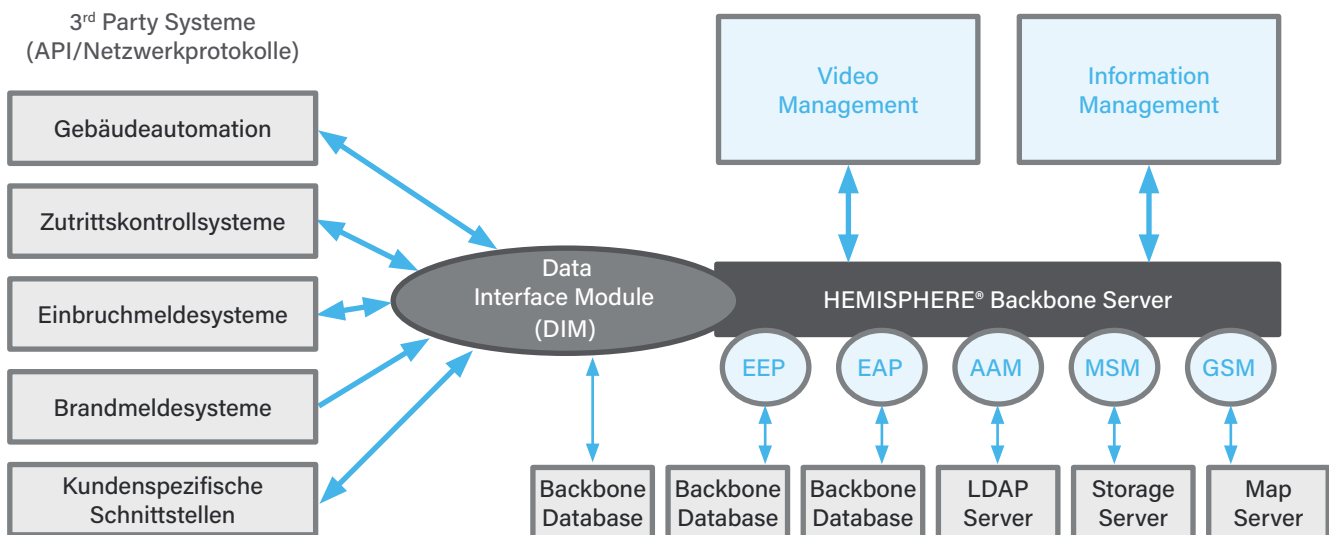 3rd Party Systeme
(API/Netzwerkprotokolle)
Gebäudeautomation
Zutrittskontrollsysteme
Einbruchmeldesysteme
Brandmeldesysteme
Kundenspezifische
Schnittstellen
Data
Interface Module
(DIM)
Video
Management
Information
Management
HEMISPHERE® Backbone Server
EEP
EAP
AAM
MSM
GSM
Backbone
Database
Backbone
Database
Backbone
Database
LDAP
Server
Storage
Server
Map
Server